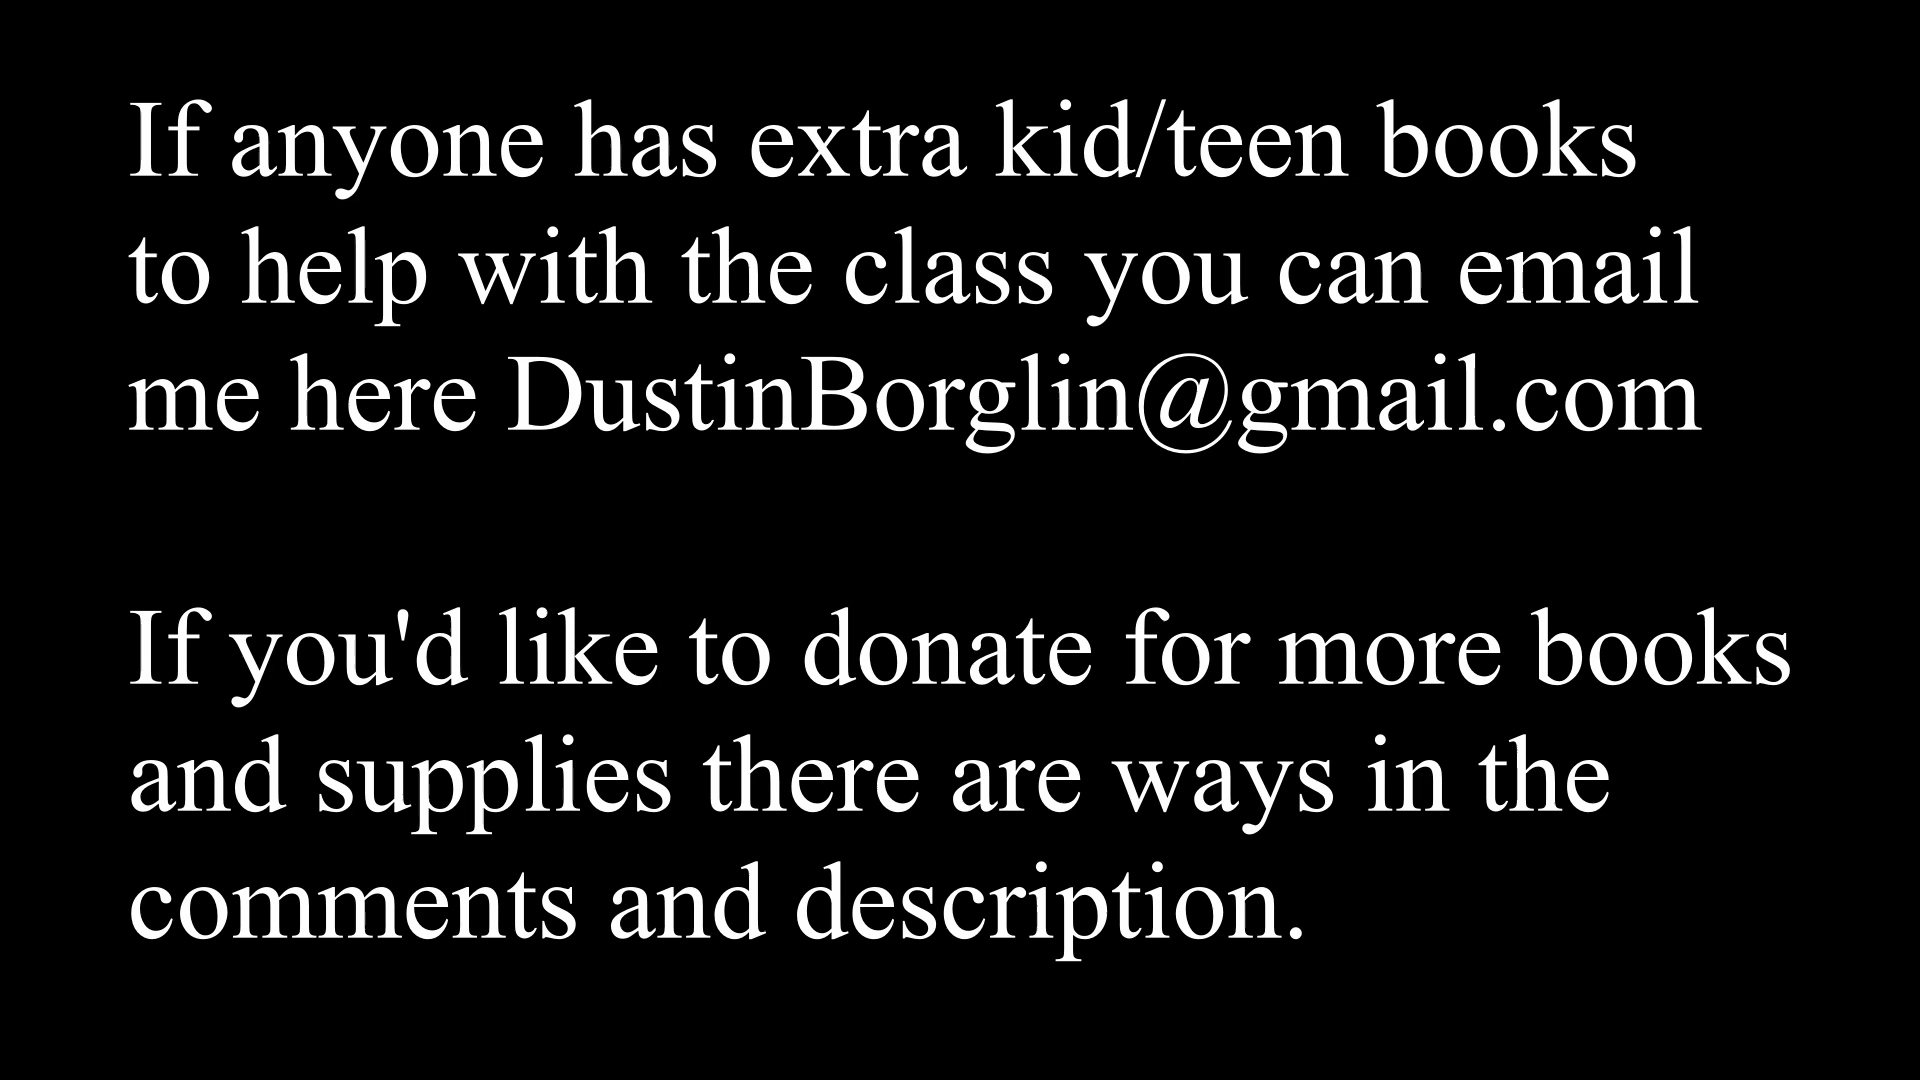 If anyone has extra kid/teen books
to help with the class you can email
me here DustinBorglin@gmail.com
If you'd like to donate for more books
and supplies there are ways in the
comments and description.